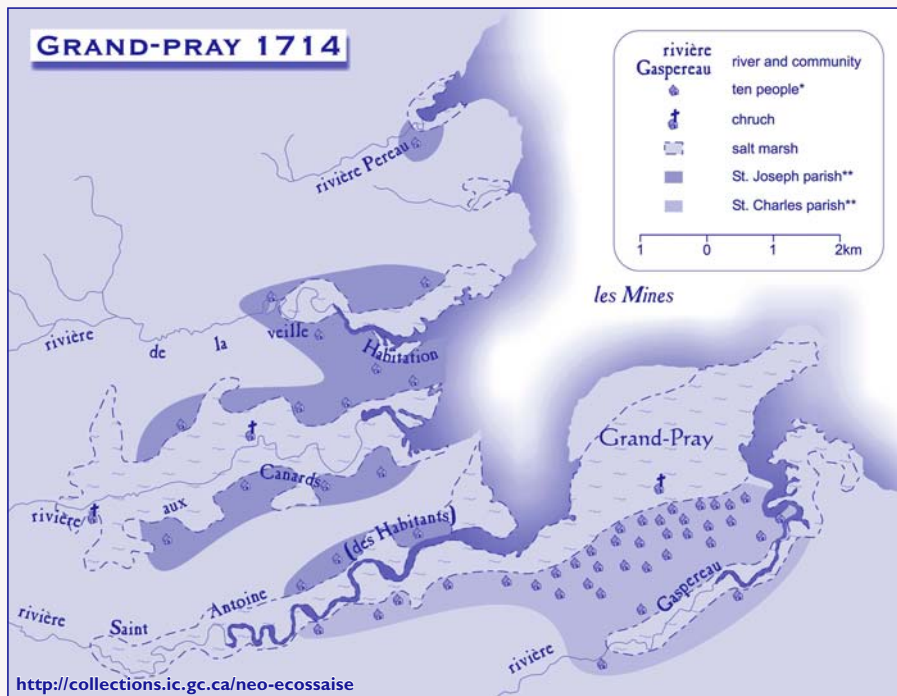 GRAND-PRAY 1714
rivière
Gaspereau
river and community
ten people*
chruch
salt marsh
St. Joseph parish**
St. Charles parish**
1 0 1 2km
rivière Pereau
les Mines
rivière de la veille Habitation
Grand-Pray
rivière aux Canards
(des Habitants)
rivière Saint Antoine
rivière Gaspereau
http://collections.ic.gc.ca/neo-ecossaise